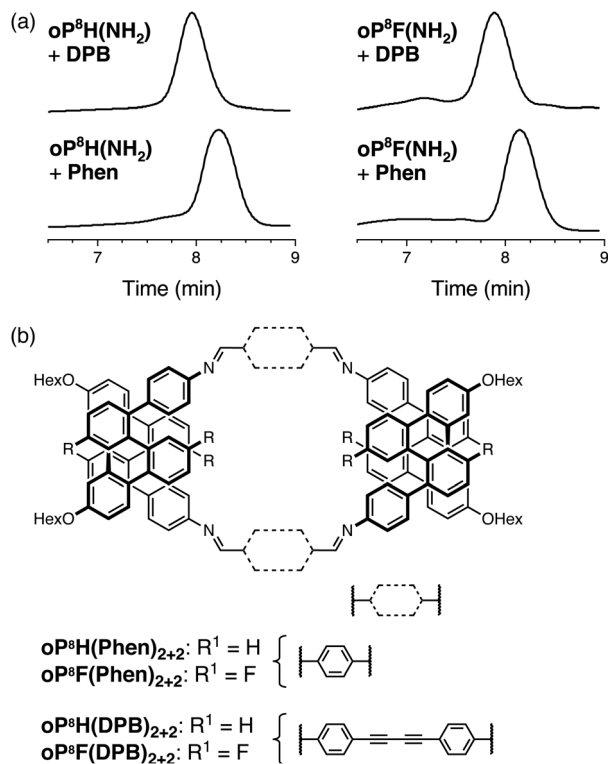 (a)
oP⁸H(NH₂)
+ DPB
oP⁸F(NH₂)
+ DPB
oP⁸H(NH₂)
+ Phen
oP⁸F(NH₂)
+ Phen
7 8 9
7 8 9
Time (min)
Time (min)
(b)
N
N
HexO
OHex
R
R
R
R
R
R
HexO
OHex
N
N
oP⁸H(Phen)₂₊₂: R¹ = H
oP⁸F(Phen)₂₊₂: R¹ = F
oP⁸H(DPB)₂₊₂: R¹ = H
oP⁸F(DPB)₂₊₂: R¹ = F